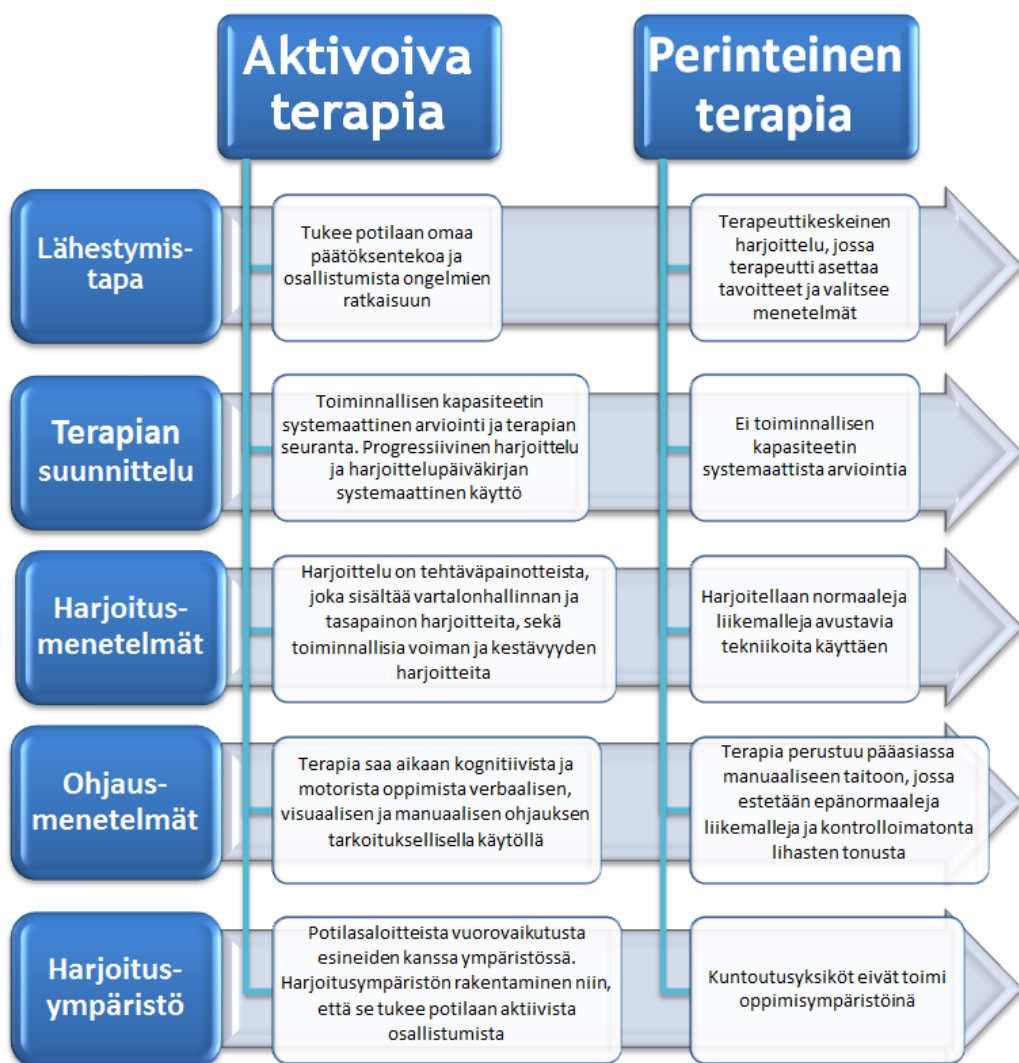 Aktivoiva
terapia
Perinteinen
terapia
Lähestymis-
tapa
Tukee potilaan omaa
päätöksentekoa ja
osallistumista ongelmien
ratkaisuun
Terapeuttikeskeinen
harjoittelu, jossa
terapeutti asettaa
tavoitteet ja valitsee
menetelmät
Terapian
suunnittelu
Toiminnallisen kapasiteetin
systemaattinen arviointi ja terapian
seuranta. Progressiivinen harjoittelu
ja harjoittelupäiväkirjan
systemaattinen käyttö
Ei toiminnallisen
kapasiteetin
systemaattista arviointia
Harjoitus-
menetelmät
Harjoittelu on tehtäväpainotteista,
joka sisältää vartalonhallinnan ja
tasapainon harjoitteita, sekä
toiminnallisia voiman ja kestävyyden
harjoitteita
Harjoitellaan normaaleja
liikemalleja avustavia
tekniikoita käyttäen
Ohjaus-
menetelmät
Terapia saa aikaan kognitiivista ja
motorista oppimista verbaalisen,
visuaalisen ja manuaalisen ohjauksen
tarkoituksellisella käytöllä
Terapia perustuu pääasiassa
manuaaliseen taitoon, jossa
estetään epänormaaleja
liikemalleja ja kontrolloimatonta
lihasten tonusta
Harjoitus-
ympäristö
Potilasaloitteista vuorovaikutusta
esineiden kanssa ympäristössä.
Harjoitusympäristön rakentaminen niin,
että se tukee potilaan aktiivista
osallistumista
Kuntoutusyksiköt eivät toimi
oppimisympäristöinä